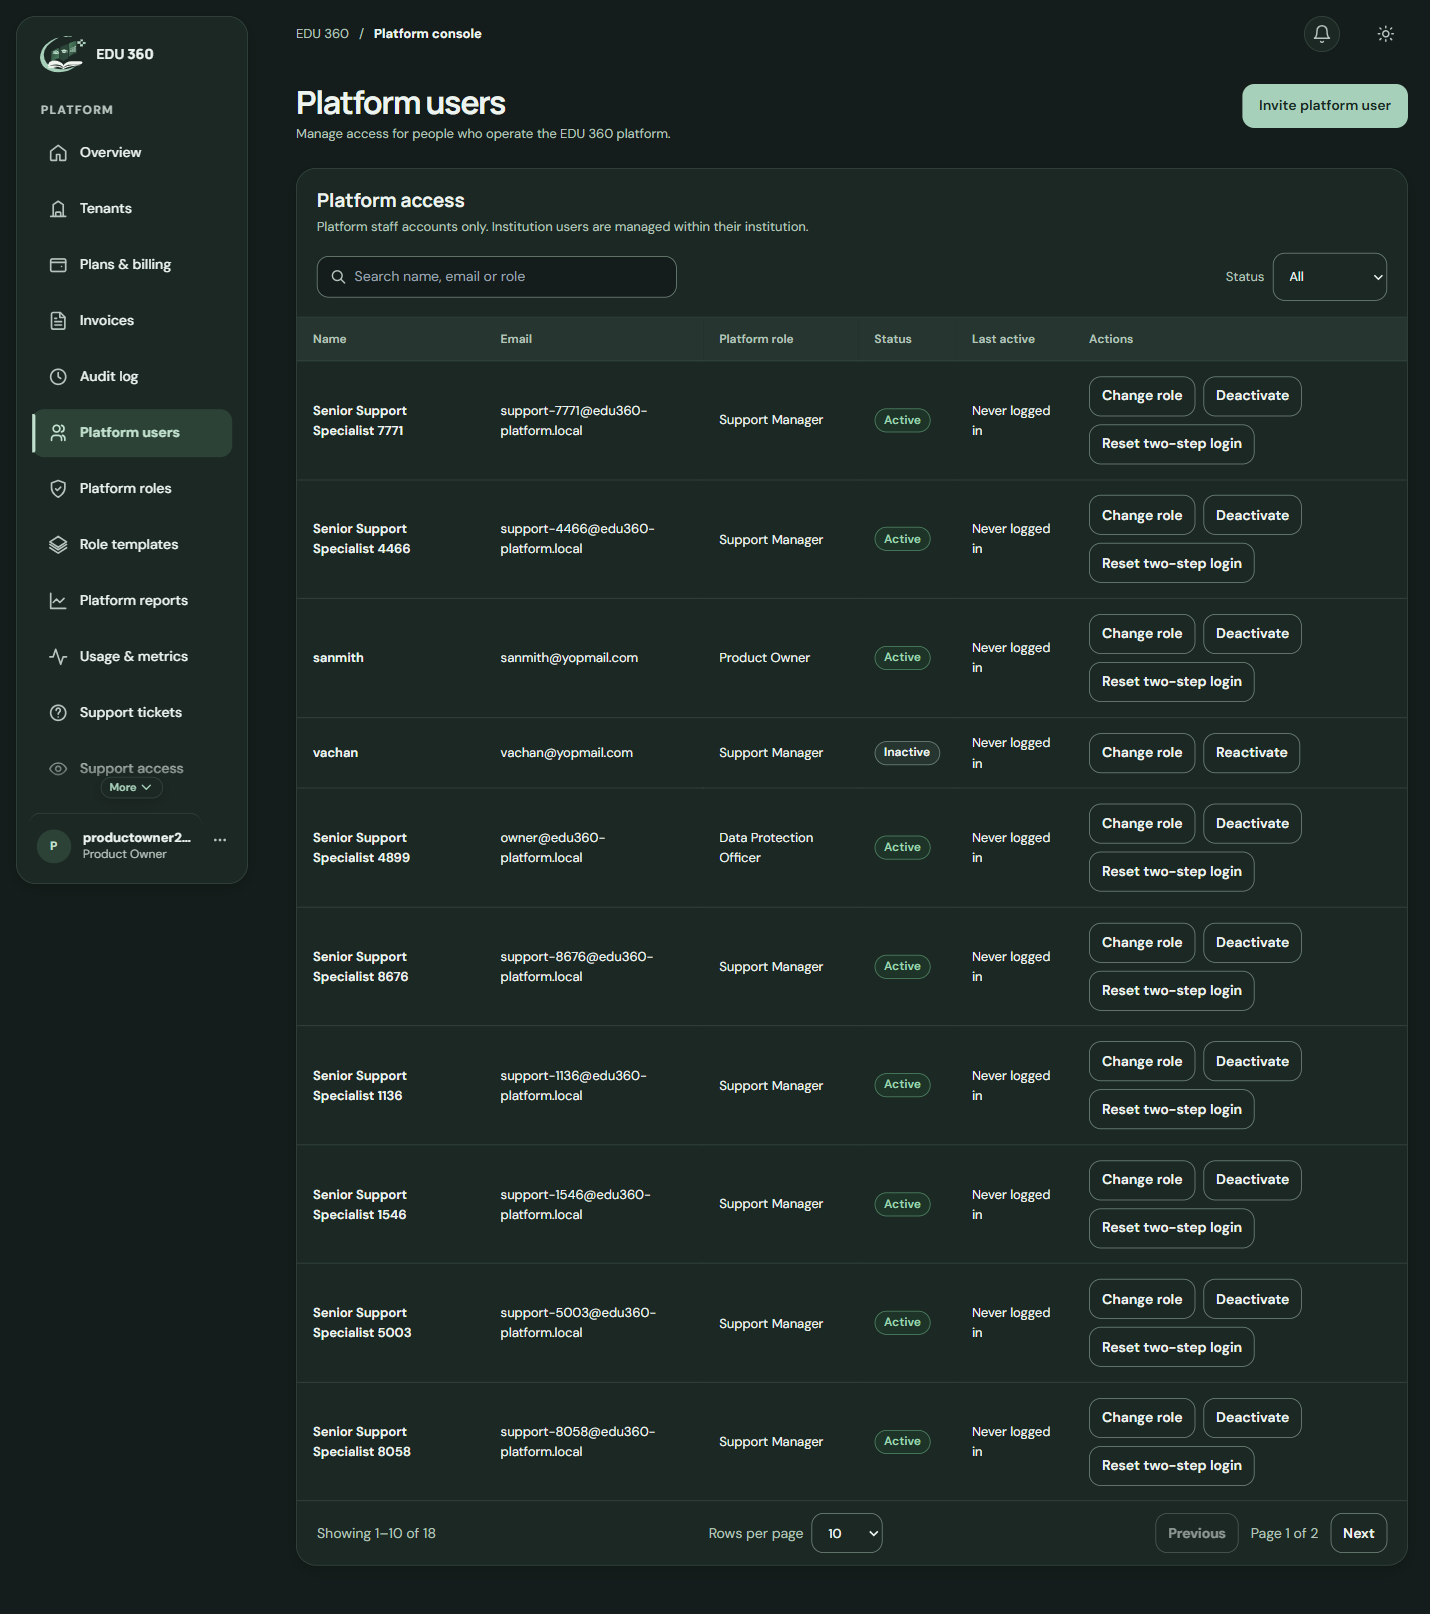 EDU 360
PLATFORM
Overview
Tenants
Plans & billing
Invoices
Audit log
Platform users
Platform roles
Role templates
Platform reports
Usage & metrics
Support tickets
Support access
More
P
productowner2...
Product Owner
EDU 360 / Platform console
Platform users
Manage access for people who operate the EDU 360 platform.
Invite platform user
Platform access
Platform staff accounts only. Institution users are managed within their institution.
Search name, email or role
Status All
Name Email Platform role Status Last active Actions
Senior Support
Specialist 7771
support-7771@edu360-
platform.local
Support Manager
Active
Never logged
in
Change role Deactivate
Reset two-step login
Senior Support
Specialist 4466
support-4466@edu360-
platform.local
Support Manager
Active
Never logged
in
Change role Deactivate
Reset two-step login
sanmith
sanmith@yopmail.com
Product Owner
Active
Never logged
in
Change role Deactivate
Reset two-step login
vachan
vachan@yopmail.com
Support Manager
Inactive
Never logged
in
Change role Reactivate
Senior Support
Specialist 4899
owner@edu360-
platform.local
Data Protection
Officer
Active
Never logged
in
Change role Deactivate
Reset two-step login
Senior Support
Specialist 8676
support-8676@edu360-
platform.local
Support Manager
Active
Never logged
in
Change role Deactivate
Reset two-step login
Senior Support
Specialist 1136
support-1136@edu360-
platform.local
Support Manager
Active
Never logged
in
Change role Deactivate
Reset two-step login
Senior Support
Specialist 1546
support-1546@edu360-
platform.local
Support Manager
Active
Never logged
in
Change role Deactivate
Reset two-step login
Senior Support
Specialist 5003
support-5003@edu360-
platform.local
Support Manager
Active
Never logged
in
Change role Deactivate
Reset two-step login
Senior Support
Specialist 8058
support-8058@edu360-
platform.local
Support Manager
Active
Never logged
in
Change role Deactivate
Reset two-step login
Showing 1–10 of 18
Rows per page 10
Previous Page 1 of 2 Next